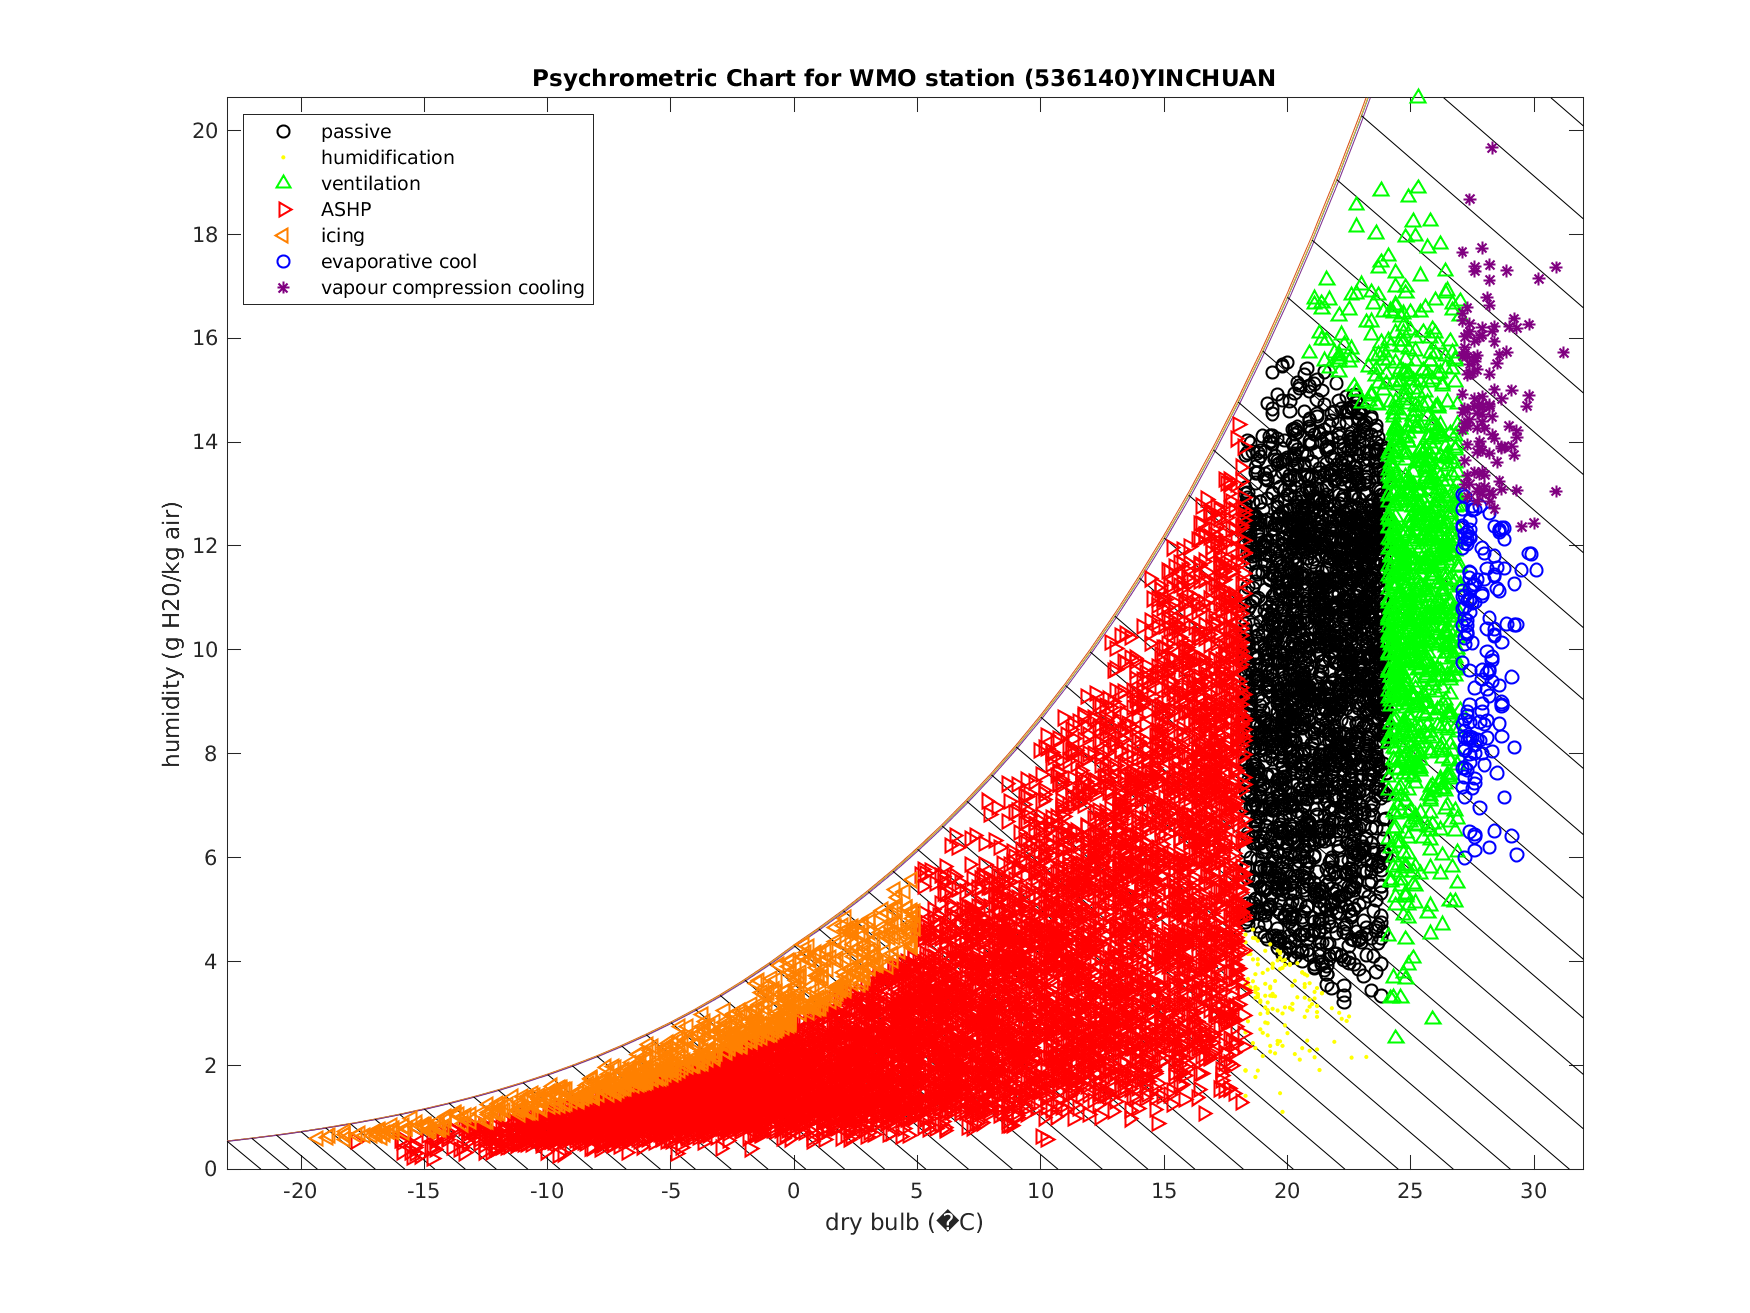 Psychrometric Chart for WMO station (536140)YINCHUAN
20
18
16
14
12
10
8
6
4
2
0
humidity (g H20/kg air)
passive
humidification
ventilation
ASHP
icing
evaporative cool
vapour compression cooling
-20 -15 -10 -5 0 5 10 15 20 25 30
dry bulb (�C)